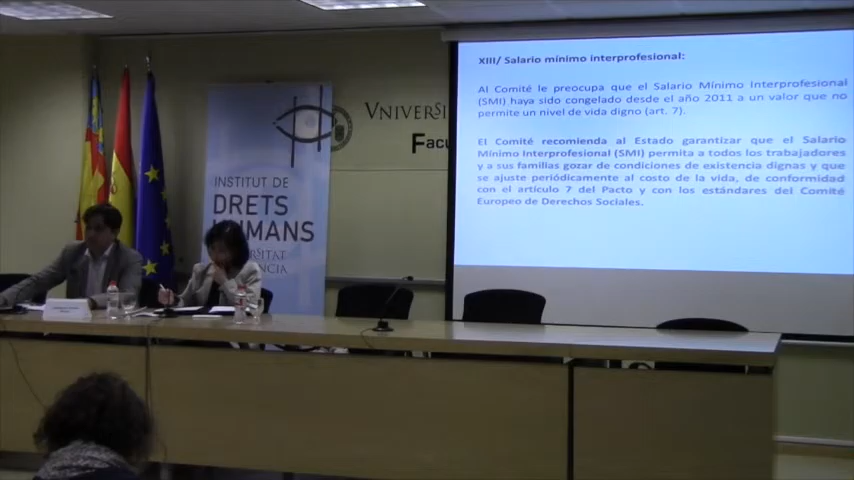 XIII/ Salario mínimo interprofesional:
Al Comité le preocupa que el Salario Mínimo Interprofesional
(SMI) haya sido congelado desde el año 2011 a un valor que no
permite un nivel de vida digno (art. 7).
El Comité recomienda al Estado garantizar que el Salario
Mínimo Interprofesional (SMI) permita a todos los trabajadores
y a sus familias gozar de condiciones de existencia dignas y que
se ajuste periódicamente al costo de la vida, de conformidad
con el artículo 7 del Pacto y con los estándares del Comité
Europeo de Derechos Sociales.
VNIVERSI
Facu
INSTITUT DE
DRETS